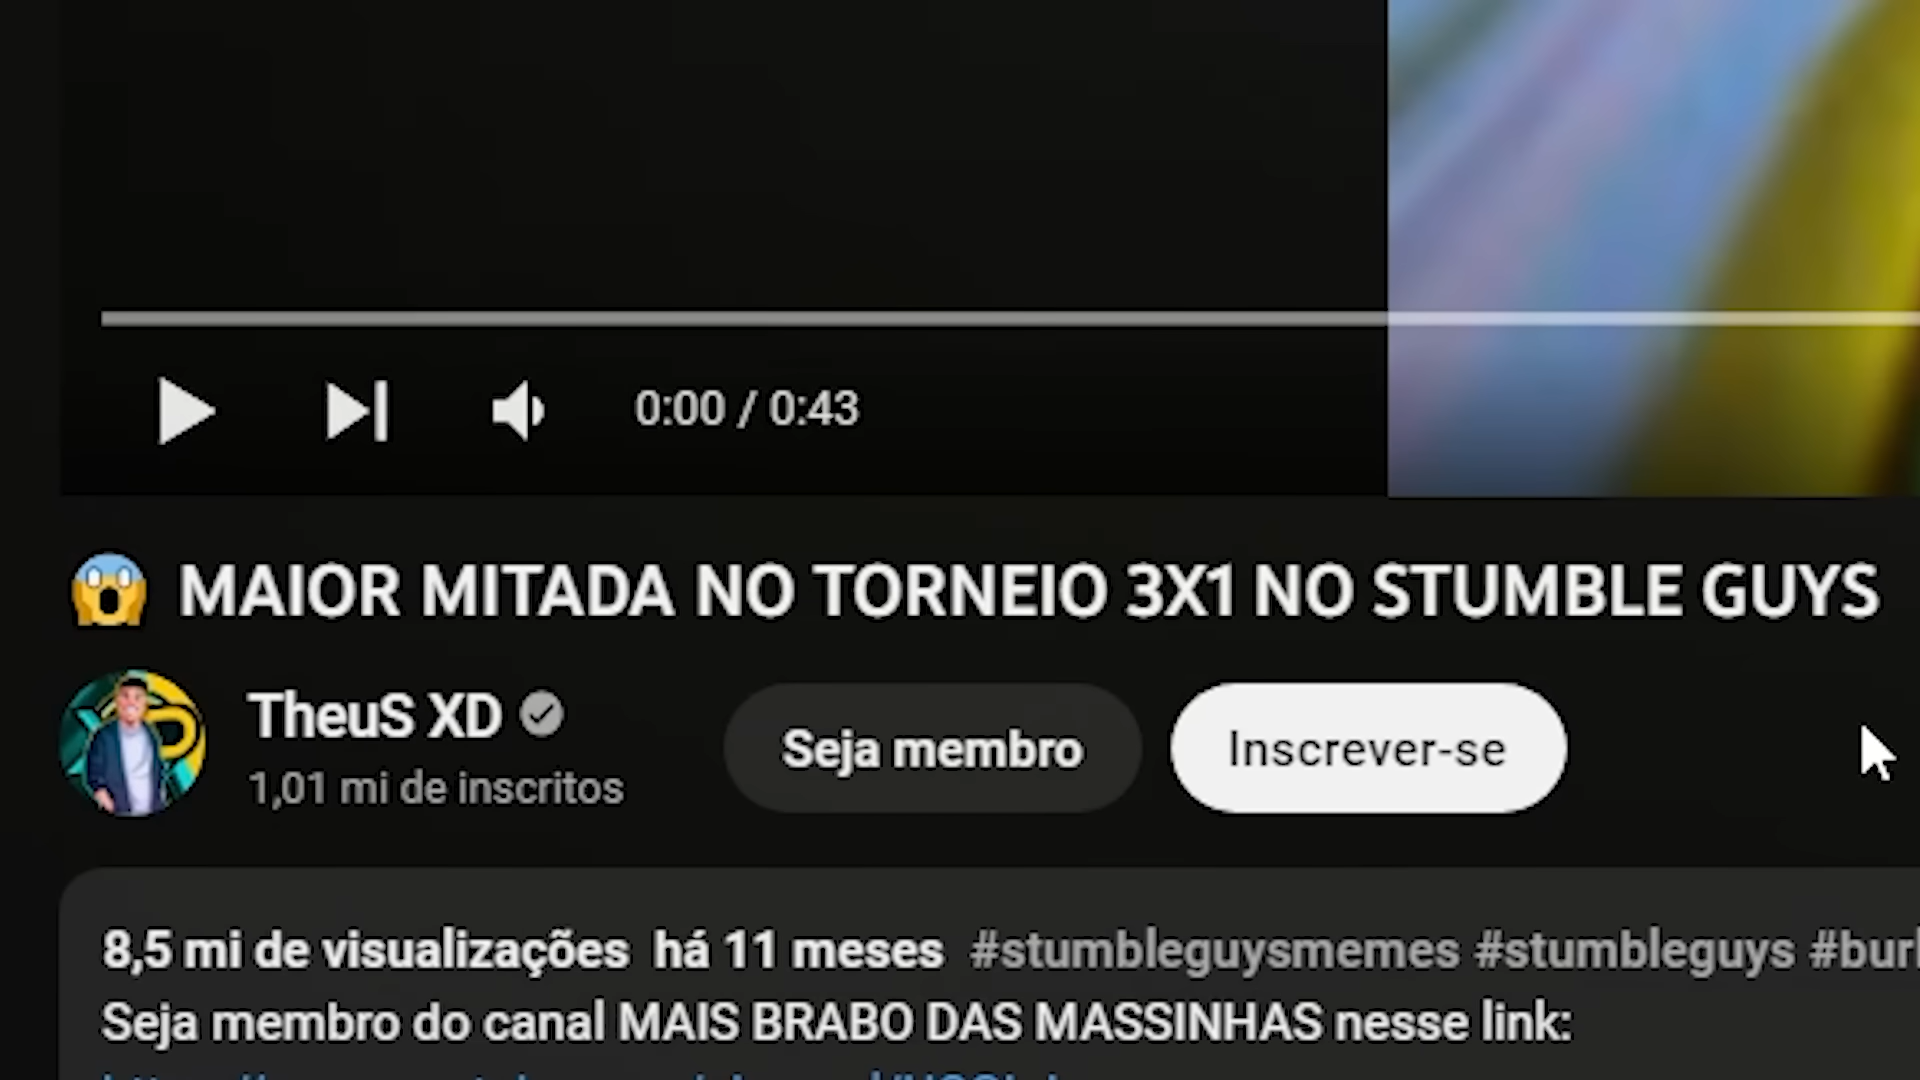 0:00 / 0:43
😱 MAIOR MITADA NO TORNEIO 3X1 NO STUMBLE GUYS
TheuS XD
1,01 mi de inscritos
Seja membro
Inscrever-se
8,5 mi de visualizações há 11 meses #stumbleguysmemes #stumbleguys
Seja membro do canal MAIS BRABO DAS MASSINHAS nesse link: